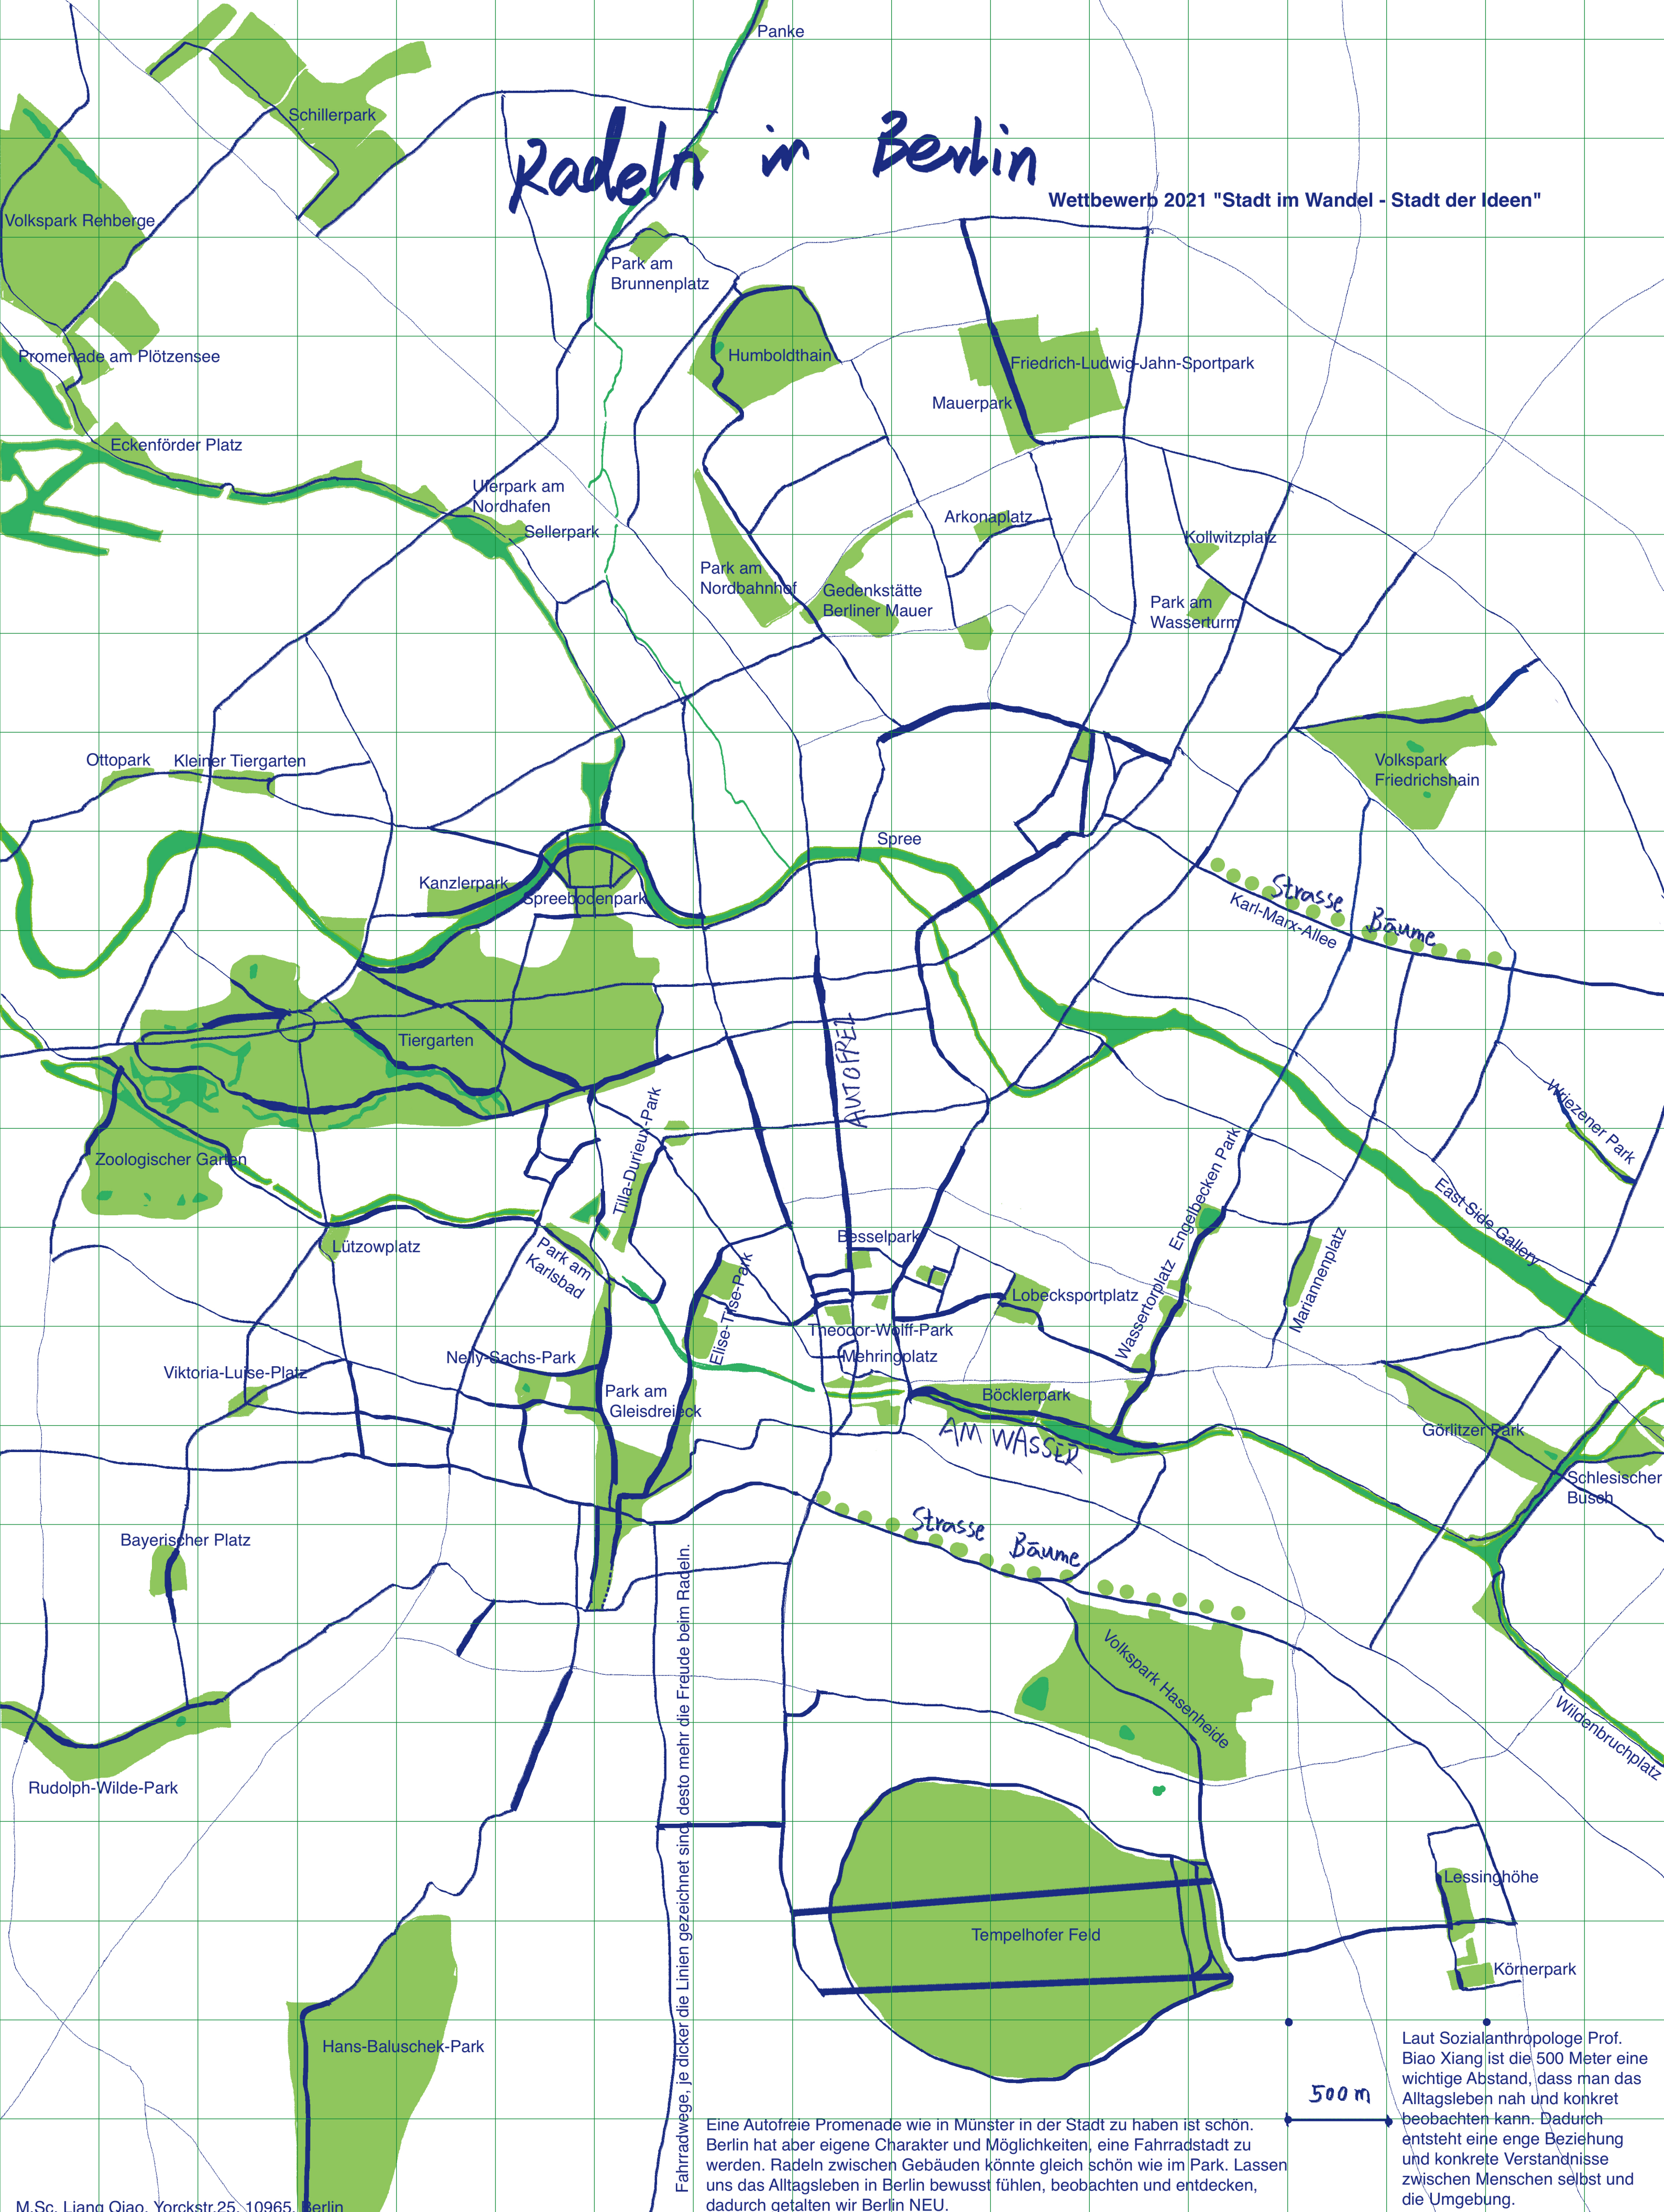 Panke
Schillerpark
Radeln in Berlin
Wettbewerb 2021 "Stadt im Wandel - Stadt der Ideen"
Volkspark Rehberge
Park am
Brunnenplatz
Promenade am Plötzensee
Humboldthain
Friedrich-Ludwig-Jahn-Sportpark
Mauerpark
Eckenförder Platz
Uferpark am
Nordhafen
Sellerpark
Arkonaplatz
Kollwitzplatz
Park am
Nordbahnhof
Gedenkstätte
Berliner Mauer
Park am
Wasserturm
Ottopark
Kleiner Tiergarten
Volkspark
Friedrichshain
Spree
Kanzlerpark
Spreebodenpark
Strasse Bäume
Karl-Marx-Allee
Tiergarten
AUTOFREI
Zoologischer Garten
Tilla-Durieux-Park
Wriezener Park
Engelbecken Park
East Side Gallery
Lützowplatz
Park am
Karlsbad
Besselpark
Elise-Tilse-Park
Lobecksportplatz
Wassertorplatz
Mariannenplatz
Theodor-Wolff-Park
Mehringplatz
Nelly-Sachs-Park
Viktoria-Luise-Platz
Park am
Gleisdreieck
Böcklerpark
AM WASSER
Görlitzer Park
Schlesischer
Busch
Strasse Bäume
Bayerischer Platz
Volkspark Hasenheide
Wildenbruchplatz
Rudolph-Wilde-Park
Lessinghöhe
Tempelhofer Feld
Körnerpark
Hans-Baluschek-Park
Fahrradwege, je dicker die Linien gezeichnet sind, desto mehr die Freude beim Radeln.
500 m
Laut Sozialanthropologe Prof.
Biao Xiang ist die 500 Meter eine
wichtige Abstand, dass man das
Alltagsleben nah und konkret
beobachten kann. Dadurch
entsteht eine enge Beziehung
und konkrete Verstandnisse
zwischen Menschen selbst und
die Umgebung.
Eine Autofreie Promenade wie in Münster in der Stadt zu haben ist schön.
Berlin hat aber eigene Charakter und Möglichkeiten, eine Fahrradstadt zu
werden. Radeln zwischen Gebäuden könnte gleich schön wie im Park. Lassen
uns das Alltagsleben in Berlin bewusst fühlen, beobachten und entdecken,
dadurch getalten wir Berlin NEU.
M.Sc. Liang Qiao, Yorckstr.25, 10965, Berlin